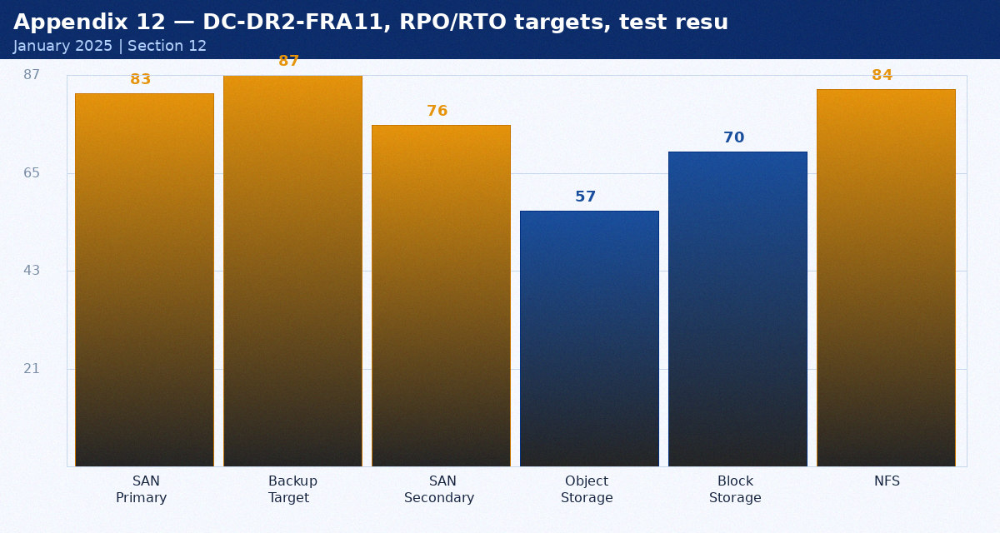 Appendix 12 — DC-DR2-FRA11, RPO/RTO targets, test resu
January 2025 | Section 12
87
83
87
84
76
70
65
57
43
21
SAN Primary
Backup Target
SAN Secondary
Object Storage
Block Storage
NFS